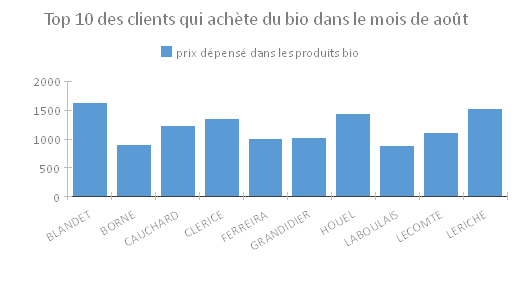 Top 10 des clients qui achète du bio dans le mois de août
prix dépensé dans les produits bio
2000
1500
1000
500
0
BLANDET
BORNE
CAUCHARD
CLERICE
FERREIRA
GRANDIDIER
HOUEL
LABOULAIS
LECOMTE
LERICHE